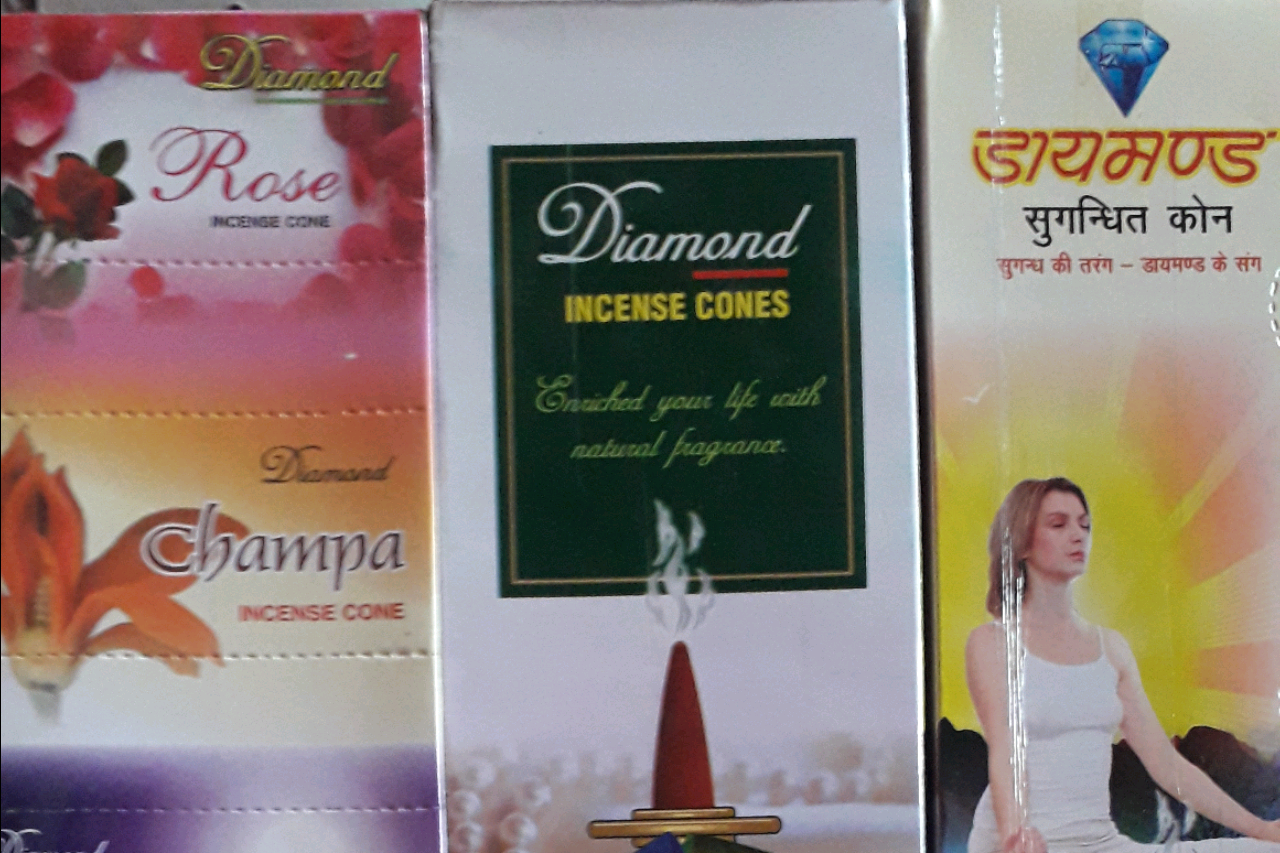 Diamond
Rose
INCENSE CONE
Diamond
Champa
INCENSE CONE
Diamond
INCENSE CONES
Enriched your life with
natural fragrance.
डायमण्ड
सुगन्धित कोन
सुगन्ध की तरंग – डायमण्ड के संग